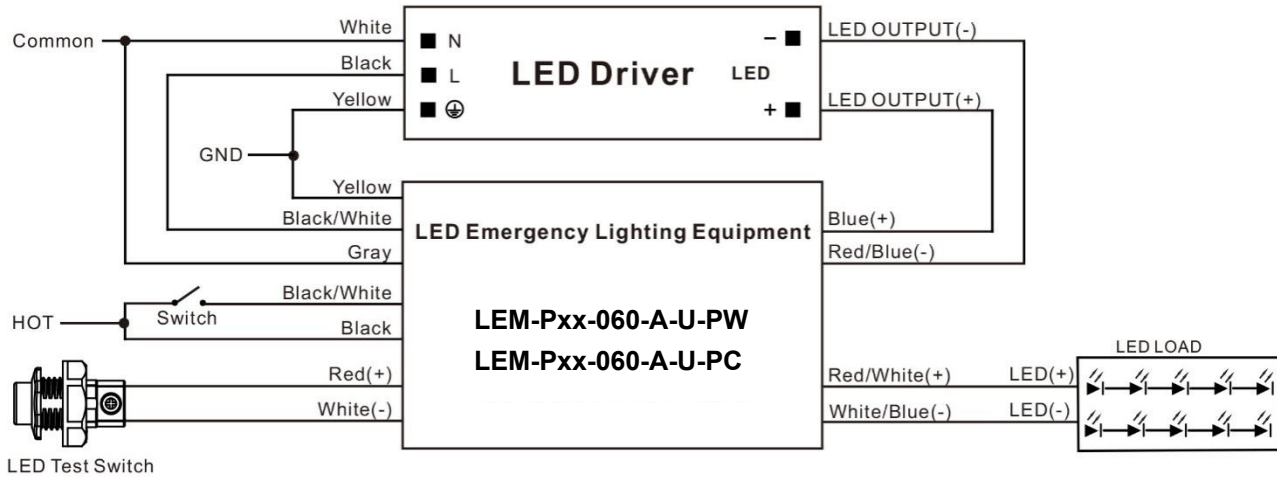 Common
White
N
Black
L
Yellow
LED Driver
LED
−
+
LED OUTPUT(-)
LED OUTPUT(+)
GND
Yellow
Black/White
Gray
LED Emergency Lighting Equipment
Blue(+)
Red/Blue(-)
HOT
Switch
Black/White
Black
LEM-Pxx-060-A-U-PW
LEM-Pxx-060-A-U-PC
Red(+)
White(-)
LED Test Switch
Red/White(+)
LED(+)
White/Blue(-)
LED(-)
LED LOAD